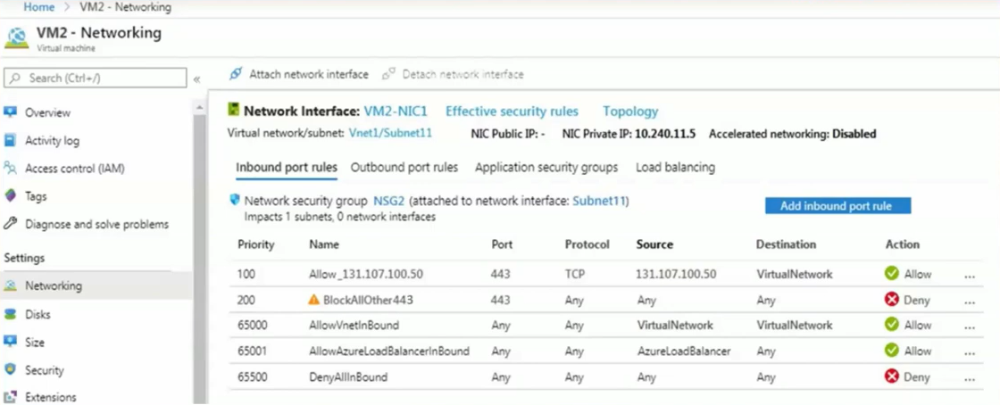 Home > VM2 - Networking
VM2 - Networking
Virtual machine
Search (Ctrl+/)
«
Attach network interface
Detach network interface
Overview
Activity log
Access control (IAM)
Tags
Diagnose and solve problems
Settings
Networking
Disks
Size
Security
Extensions
Network Interface: VM2-NIC1 Effective security rules Topology
Virtual network/subnet: Vnet1/Subnet11 NIC Public IP: - NIC Private IP: 10.240.11.5 Accelerated networking: Disabled
Inbound port rules Outbound port rules Application security groups Load balancing
Network security group NSG2 (attached to network interface: Subnet11)
Impacts 1 subnets, 0 network interfaces
Add inbound port rule
Priority Name Port Protocol Source Destination Action
100 Allow_131.107.100.50 443 TCP 131.107.100.50 VirtualNetwork Allow ...
200 BlockAllOther443 443 Any Any Any Deny ...
65000 AllowVnetInBound Any Any VirtualNetwork VirtualNetwork Allow ...
65001 AllowAzureLoadBalancerInBound Any Any AzureLoadBalancer Any Allow ...
65500 DenyAllInBound Any Any Any Any Deny ...